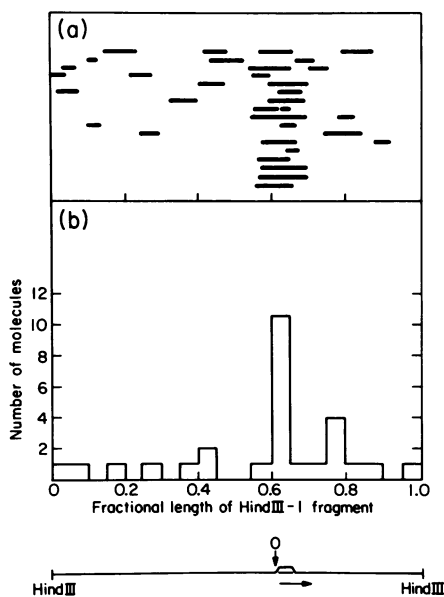 (a)
(b)
Number of molecules
12
10
8
6
4
2
0
0.2
0.4
0.6
0.8
1.0
Fractional length of HindIII-I fragment
O
HindIII
HindIII